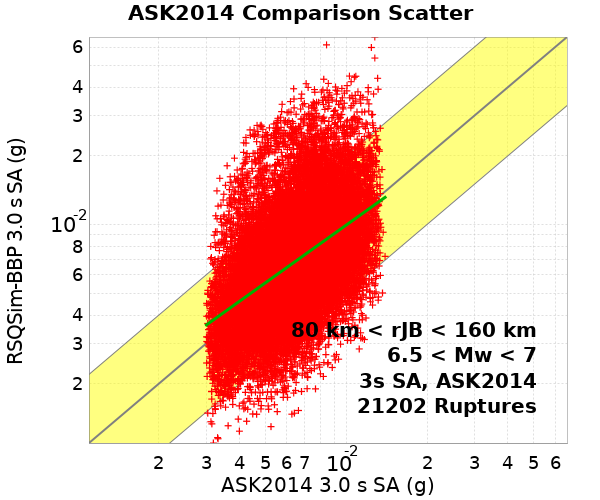 ASK2014 Comparison Scatter
RSQSim-BBP 3.0 s SA (g)
6
4
3
2
10-2
8
6
4
3
2
80 km < rJB < 160 km
6.5 < Mw < 7
3s SA, ASK2014
21202 Ruptures
2 3 4 5 6 7 10-2 2 3 4 5 6
ASK2014 3.0 s SA (g)